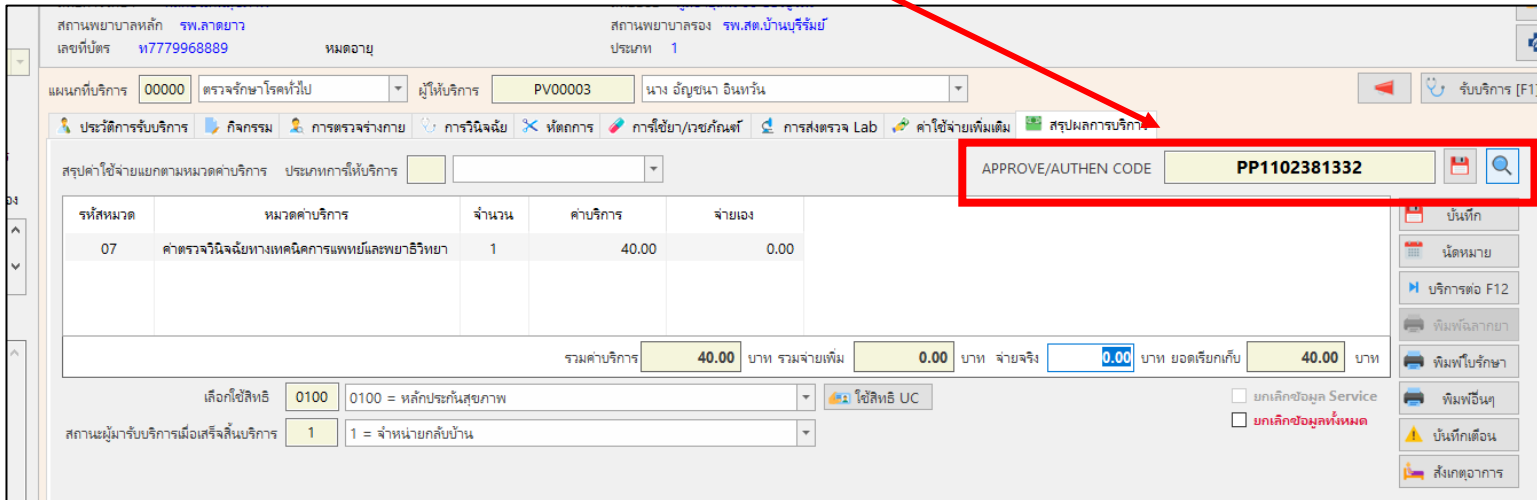 สถานพยาบาลหลัก รพ.ลาดยาว สถานพยาบาลรอง รพ.สต.บ้านบุรีรัมย์
เลขที่บัตร ท7779968889 หมดอายุ ประเภท 1
แผนกที่บริการ 00000 ตรวจรักษาโรคทั่วไป ผู้ให้บริการ PV00003 นาง อัญชนา อินทวัน รับบริการ [F1]
ประวัติการรับบริการ กิจกรรม การตรวจร่างกาย การวินิจฉัย หัตถการ การใช้ยา/เวชภัณฑ์ การส่งตรวจ Lab ค่าใช้จ่ายเพิ่มเติม สรุปผลการบริการ
สรุปค่าใช้จ่ายแยกตามหมวดค่าบริการ ประเภทการให้บริการ APPROVE/AUTHEN CODE PP1102381332
รหัสหมวด หมวดค่าบริการ จำนวน ค่าบริการ จ่ายเอง
07 ค่าตรวจวินิจฉัยทางเทคนิคการแพทย์และพยาธิวิทยา 1 40.00 0.00
บันทึก
นัดหมาย
บริการต่อ F12
พิมพ์ฉลากยา
รวมค่าบริการ 40.00 บาท รวมจ่ายเพิ่ม 0.00 บาท จ่ายจริง 0.00 บาท ยอดเรียกเก็บ 40.00 บาท
พิมพ์ใบรักษา
เลือกใช้สิทธิ 0100 0100 = หลักประกันสุขภาพ ใช้สิทธิ UC ยกเลิกข้อมูล Service
พิมพ์อื่นๆ
ยกเลิกข้อมูลทั้งหมด
สถานะผู้มารับบริการเมื่อเสร็จสิ้นบริการ 1 1 = จำหน่ายกลับบ้าน
บันทึกเตือน
สังเกตุอาการ